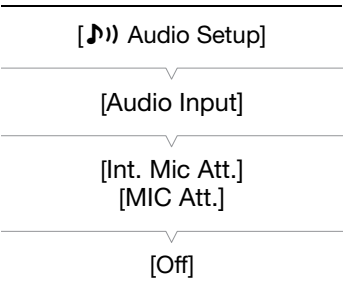 [♪)) Audio Setup]
[Audio Input]
[Int. Mic Att.]
[MIC Att.]
[Off]